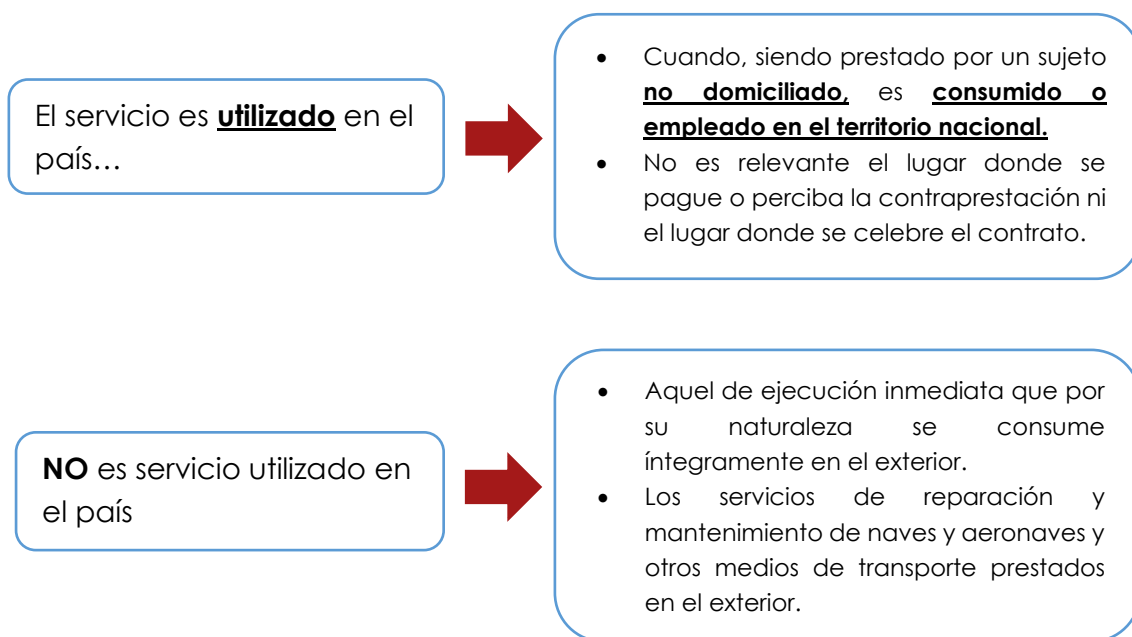 El servicio es utilizado en el
país…
• Cuando, siendo prestado por un sujeto
no domiciliado, es consumido o
empleado en el territorio nacional.
• No es relevante el lugar donde se
pague o perciba la contraprestación ni
el lugar donde se celebre el contrato.
NO es servicio utilizado en
el país
• Aquel de ejecución inmediata que por
su naturaleza se consume
íntegramente en el exterior.
• Los servicios de reparación y
mantenimiento de naves y aeronaves y
otros medios de transporte prestados
en el exterior.